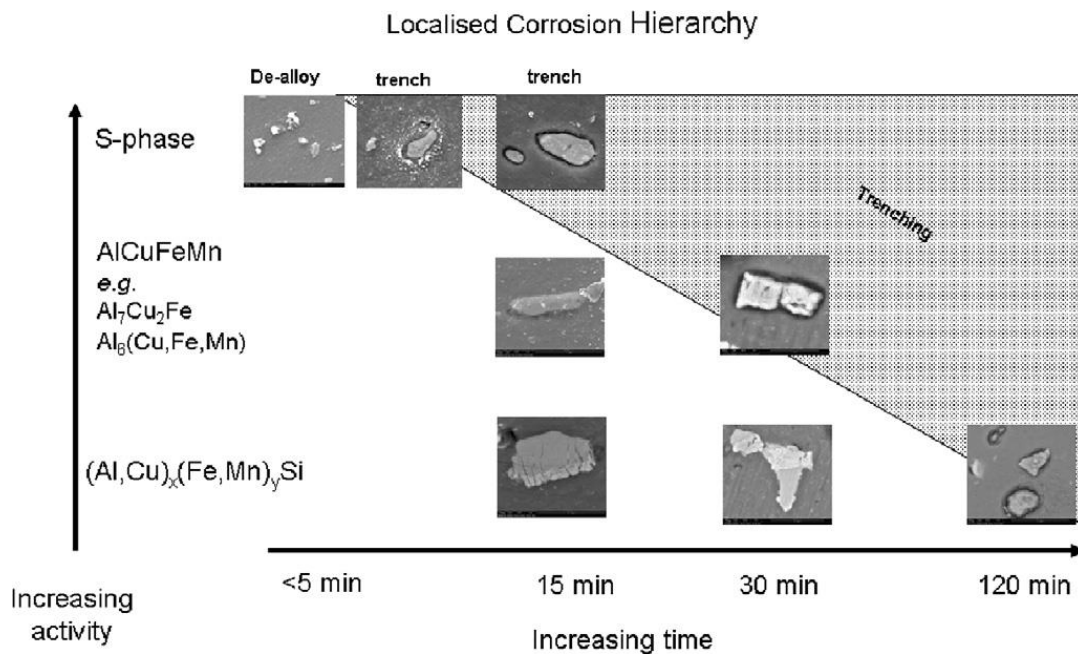 Localised Corrosion Hierarchy
De-alloy
trench
trench
S-phase
AlCuFeMn
e.g.
Al₇Cu₂Fe
Al₆(Cu,Fe,Mn)
Trenching
(Al,Cu)ₓ(Fe,Mn)ᵧSi
<5 min
15 min
30 min
120 min
Increasing
activity
Increasing time